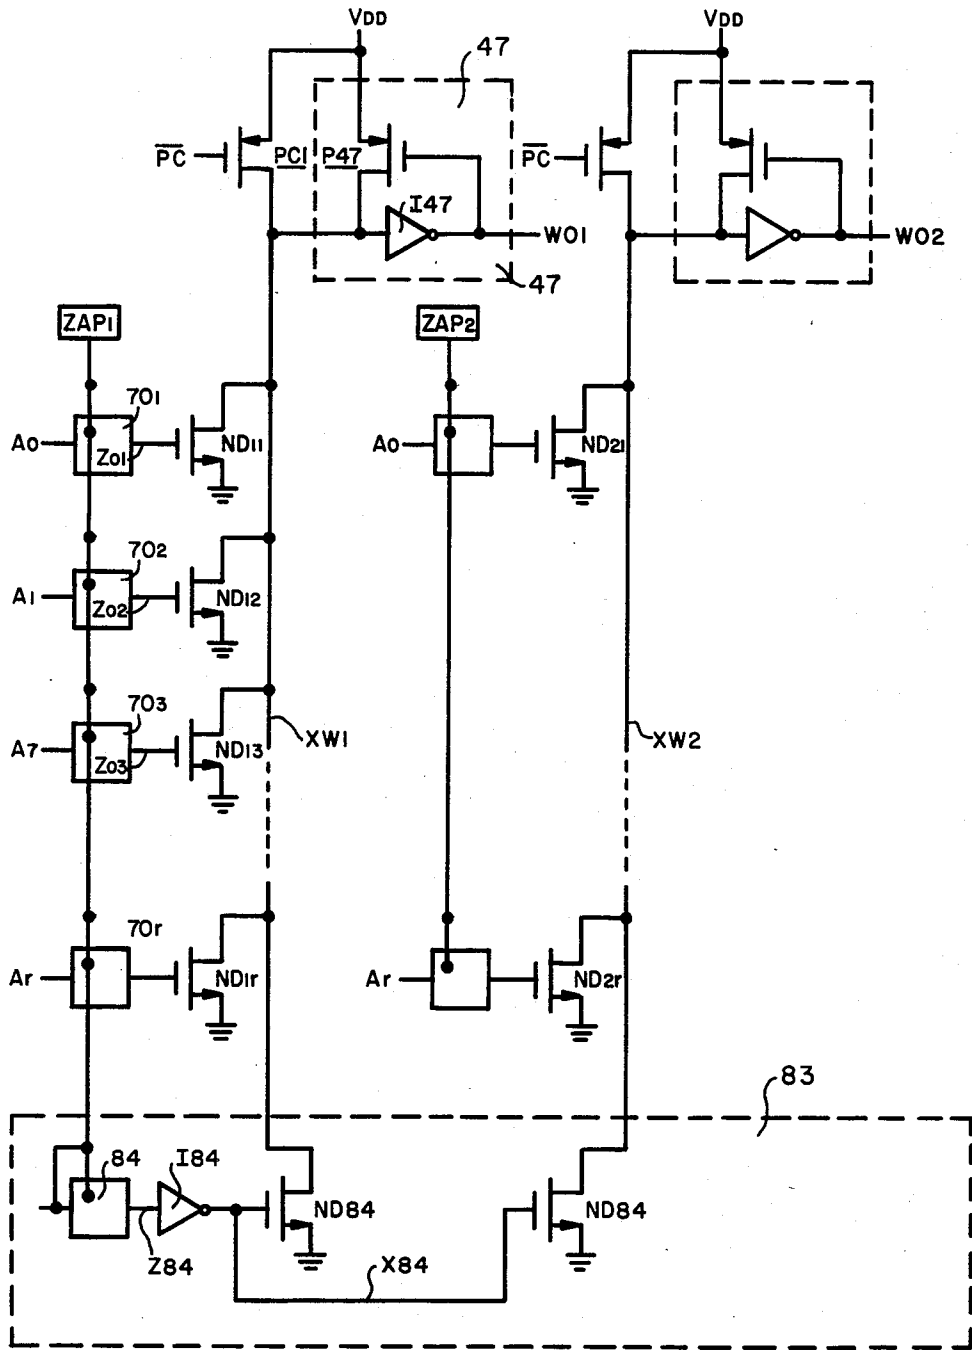 VDD
VDD
47
PC
PC1
P47
I47
WO1
47
PC
WO2
ZAP1
ZAP2
701
A0
Z01
ND11
A0
ND21
702
A1
Z02
ND12
703
A7
Z03
ND13
XW1
XW2
70r
Ar
ND1r
Ar
ND2r
83
84
I84
Z84
ND84
ND84
X84